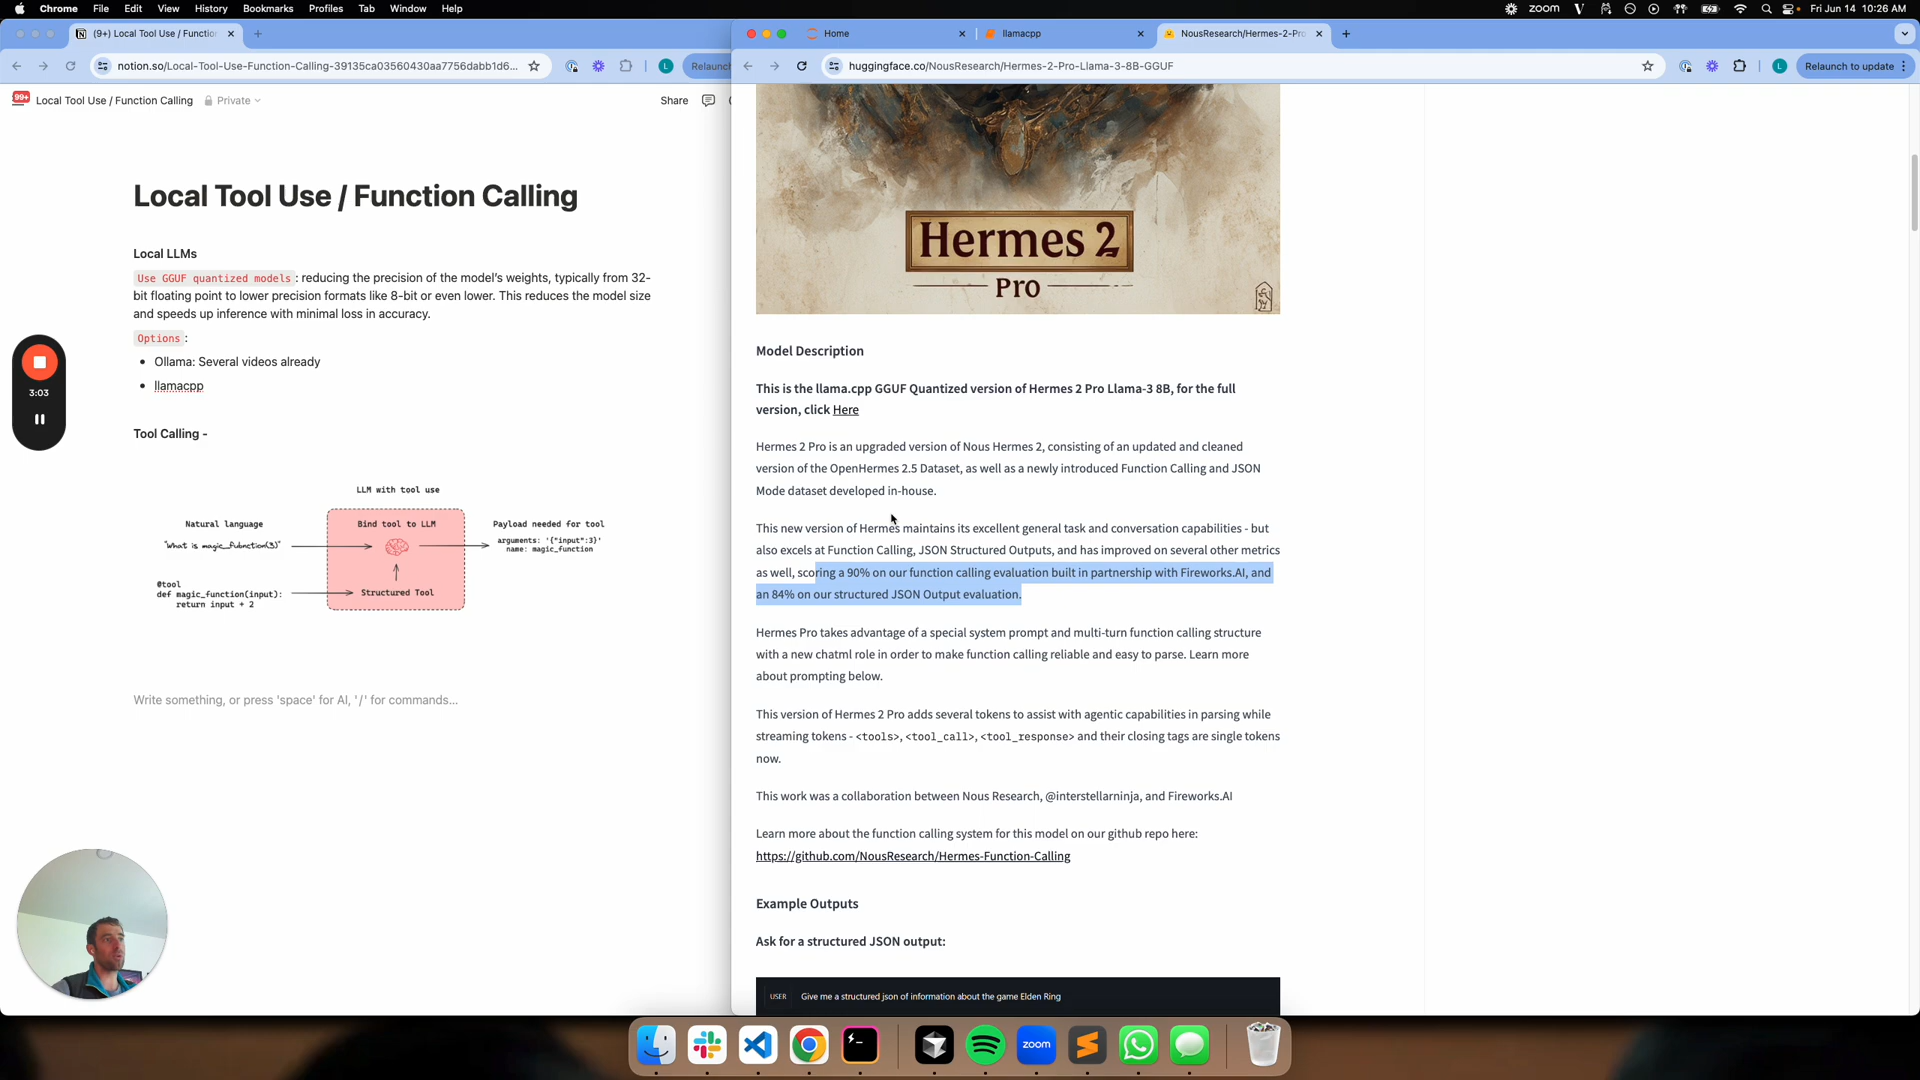 Chrome File Edit View History Bookmarks Profiles Tab Window Help
zoom Fri Jun 14 10:26 AM
(9+) Local Tool Use / Function
Home
llamacpp
NousResearch/Hermes-2-Pro
notion.so/Local-Tool-Use-Function-Calling-39135ca03560430aa7756dabb1d6...
L
Relaunch
huggingface.co/NousResearch/Hermes-2-Pro-Llama-3-8B-GGUF
L
Relaunch to update
99+
Local Tool Use / Function Calling
Private
Share
Local Tool Use / Function Calling
Local LLMs
Use GGUF quantized models : reducing the precision of the model's weights, typically from 32-
bit floating point to lower precision formats like 8-bit or even lower. This reduces the model size
and speeds up inference with minimal loss in accuracy.
Options :
• Ollama: Several videos already
• llamacpp
3:03
Tool Calling -
LLM with tool use
Natural language
Bind tool to LLM
Payload needed for tool
"What is magic_fubnction(3)"
arguments: '{"input":3}'
name: magic_function
@tool
def magic_function(input):
return input + 2
Structured Tool
Write something, or press 'space' for AI, '/' for commands…
Hermes 2
Pro
Model Description
This is the llama.cpp GGUF Quantized version of Hermes 2 Pro Llama-3 8B, for the full
version, click Here
Hermes 2 Pro is an upgraded version of Nous Hermes 2, consisting of an updated and cleaned
version of the OpenHermes 2.5 Dataset, as well as a newly introduced Function Calling and JSON
Mode dataset developed in-house.
This new version of Hermes maintains its excellent general task and conversation capabilities - but
also excels at Function Calling, JSON Structured Outputs, and has improved on several other metrics
as well, scoring a 90% on our function calling evaluation built in partnership with Fireworks.AI, and
an 84% on our structured JSON Output evaluation.
Hermes Pro takes advantage of a special system prompt and multi-turn function calling structure
with a new chatml role in order to make function calling reliable and easy to parse. Learn more
about prompting below.
This version of Hermes 2 Pro adds several tokens to assist with agentic capabilities in parsing while
streaming tokens - <tools>, <tool_call>, <tool_response> and their closing tags are single tokens
now.
This work was a collaboration between Nous Research, @interstellarninja, and Fireworks.AI
Learn more about the function calling system for this model on our github repo here:
https://github.com/NousResearch/Hermes-Function-Calling
Example Outputs
Ask for a structured JSON output:
USER Give me a structured json of information about the game Elden Ring
zoom